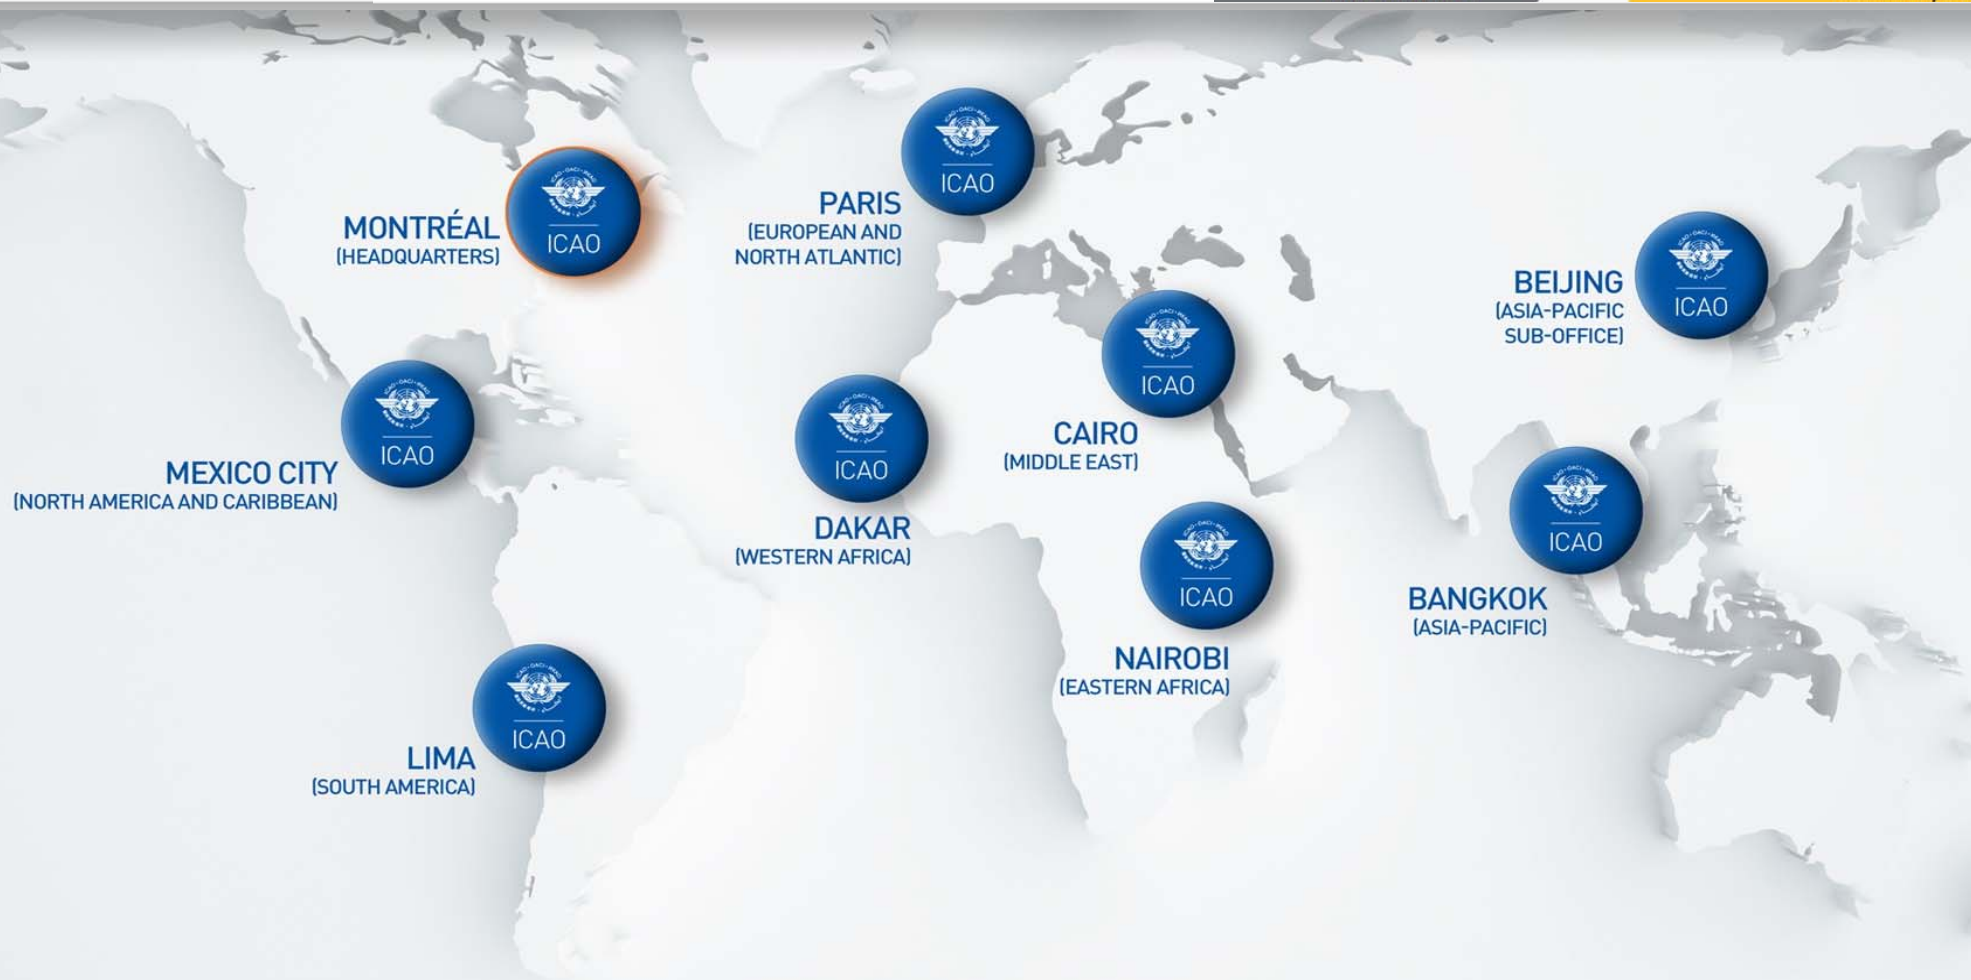 ICAO
PARIS
(EUROPEAN AND
NORTH ATLANTIC)
ICAO
MONTRÉAL
(HEADQUARTERS)
ICAO
BEIJING
(ASIA-PACIFIC
SUB-OFFICE)
ICAO
CAIRO
(MIDDLE EAST)
ICAO
MEXICO CITY
(NORTH AMERICA AND CARIBBEAN)
ICAO
DAKAR
(WESTERN AFRICA)
ICAO
BANGKOK
(ASIA-PACIFIC)
ICAO
NAIROBI
(EASTERN AFRICA)
ICAO
LIMA
(SOUTH AMERICA)